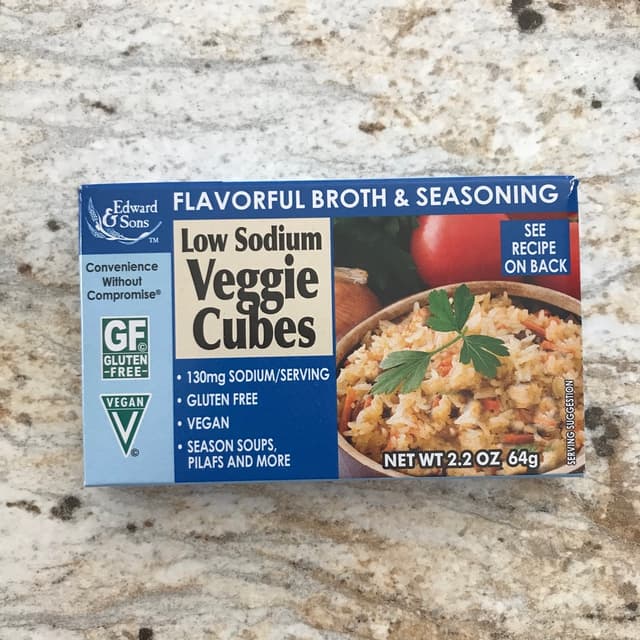 Edward
& Sons
TM
FLAVORFUL BROTH & SEASONING
Convenience
Without
Compromise®
GF
©
GLUTEN
-FREE-
VEGAN
V
©
Low Sodium
Veggie
Cubes
• 130mg SODIUM/SERVING
• GLUTEN FREE
• VEGAN
• SEASON SOUPS,
PILAFS AND MORE
SEE
RECIPE
ON BACK
SERVING SUGGESTION
NET WT 2.2 OZ 64g